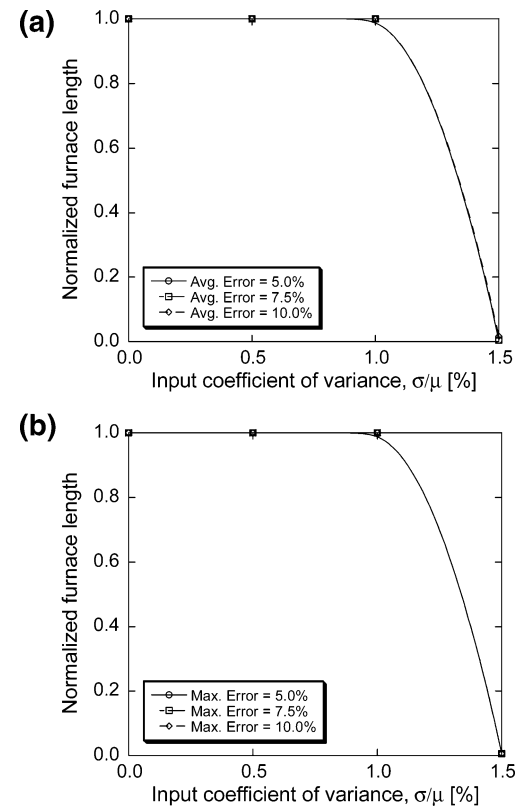 (a)
Normalized furnace length
1.0
0.8
0.6
0.4
0.2
0.0
Avg. Error = 5.0%
Avg. Error = 7.5%
Avg. Error = 10.0%
0.0 0.5 1.0 1.5
Input coefficient of variance, σ/μ [%]
(b)
Normalized furnace length
1.0
0.8
0.6
0.4
0.2
0.0
Max. Error = 5.0%
Max. Error = 7.5%
Max. Error = 10.0%
0.0 0.5 1.0 1.5
Input coefficient of variance, σ/μ [%]